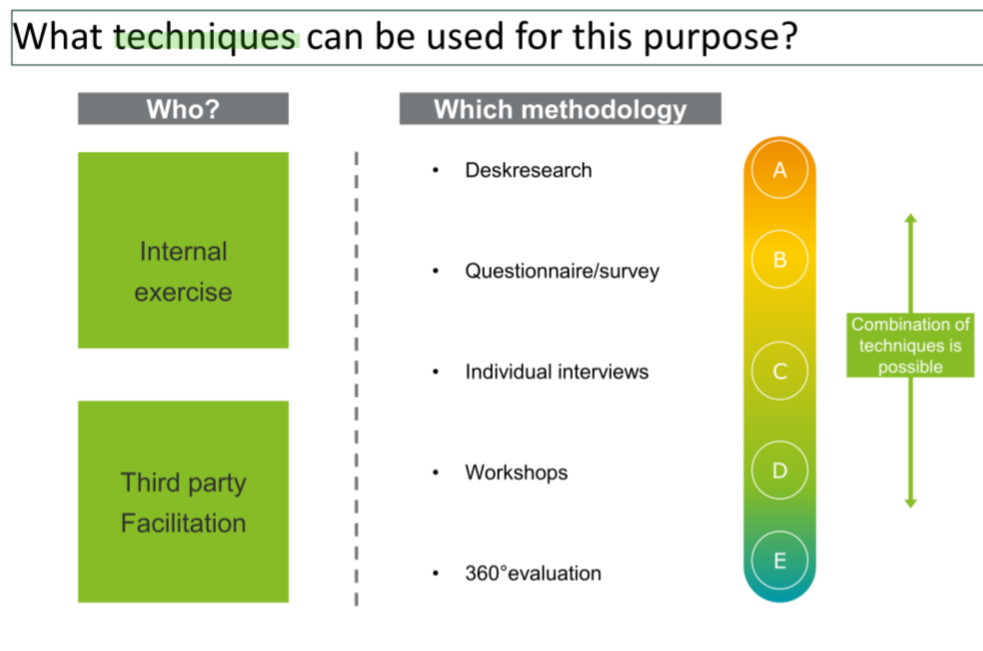 What techniques can be used for this purpose?
Who?
Internal
exercise
Third party
Facilitation
Which methodology
• Deskresearch
• Questionnaire/survey
• Individual interviews
• Workshops
• 360°evaluation
A
B
C
D
E
Combination of
techniques is
possible